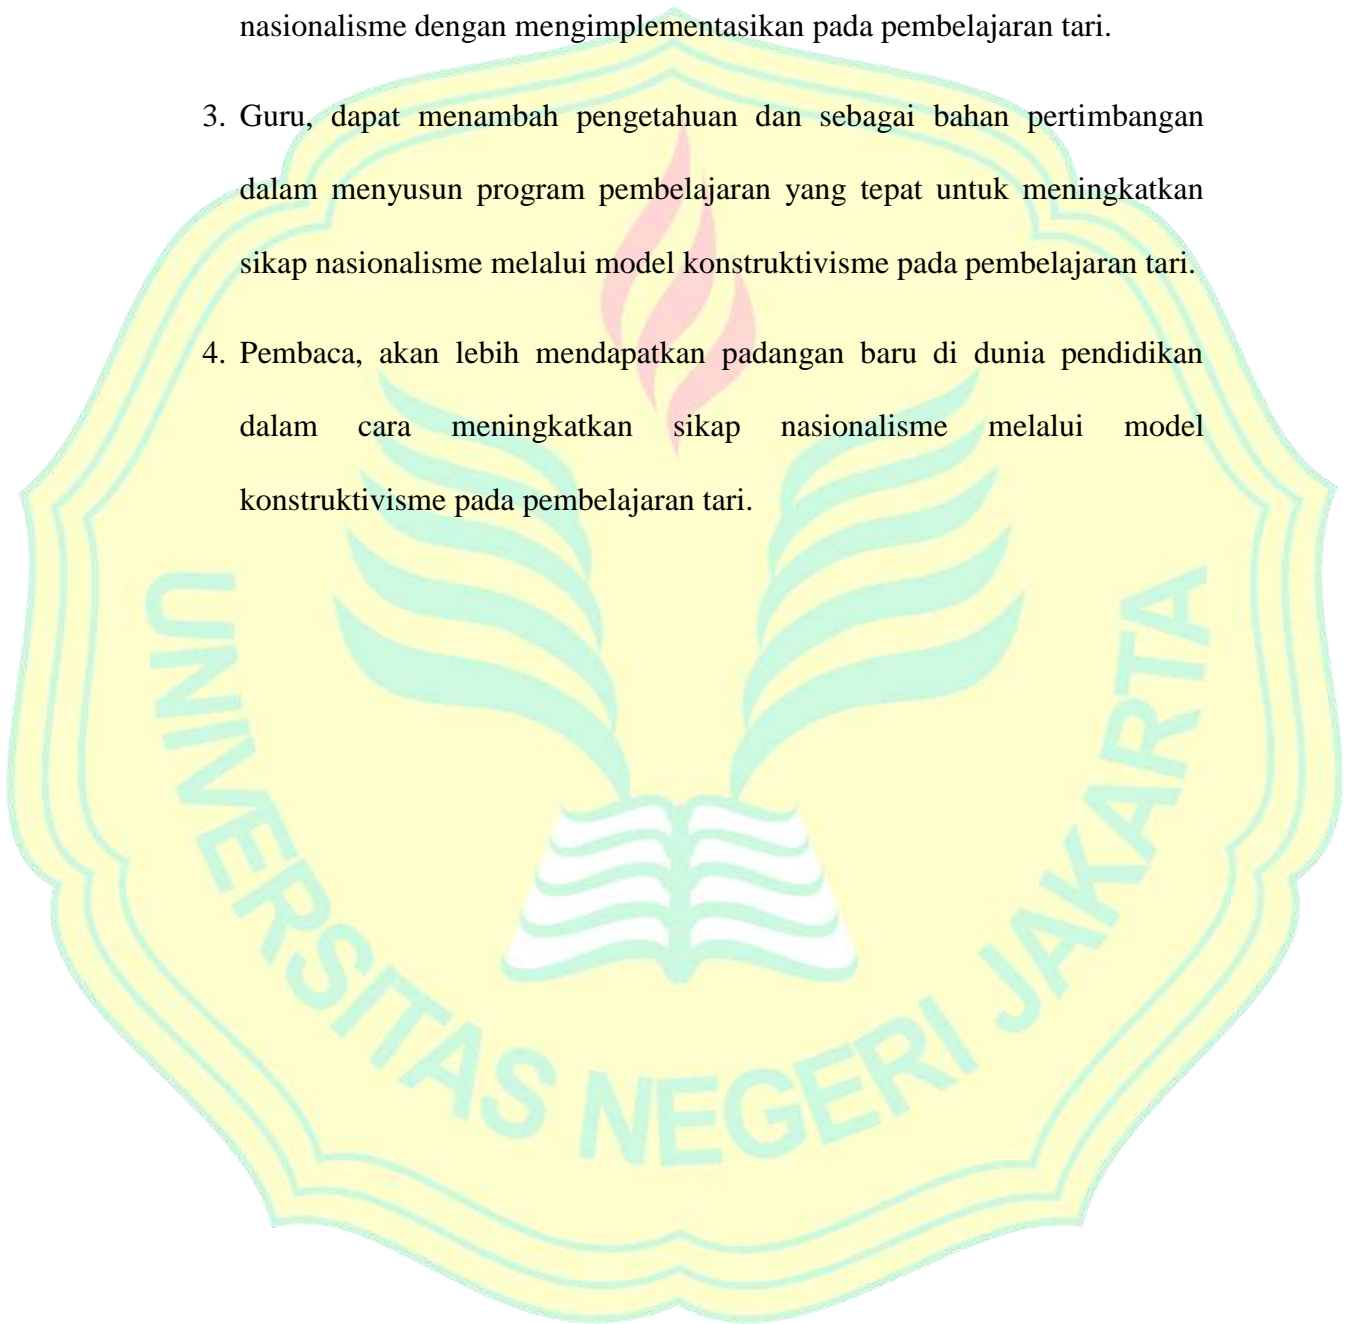 nasionalisme dengan mengimplementasikan pada pembelajaran tari.
3. Guru, dapat menambah pengetahuan dan sebagai bahan pertimbangan
dalam menyusun program pembelajaran yang tepat untuk meningkatkan
sikap nasionalisme melalui model konstruktivisme pada pembelajaran tari.
4. Pembaca, akan lebih mendapatkan padangan baru di dunia pendidikan
dalam cara meningkatkan sikap nasionalisme melalui model
konstruktivisme pada pembelajaran tari.
UNIVERSITAS NEGERI JAKARTA